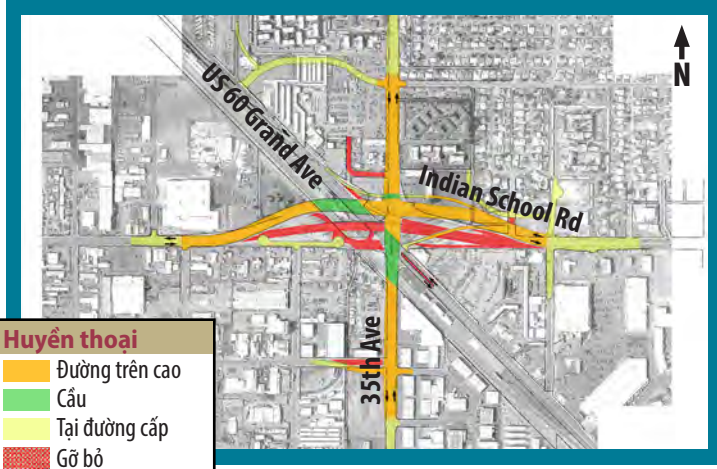 N
US 60 Grand Ave
Indian School Rd
35th Ave
Huyền thoại
Đường trên cao
Cầu
Tại đường cấp
Gỡ bỏ